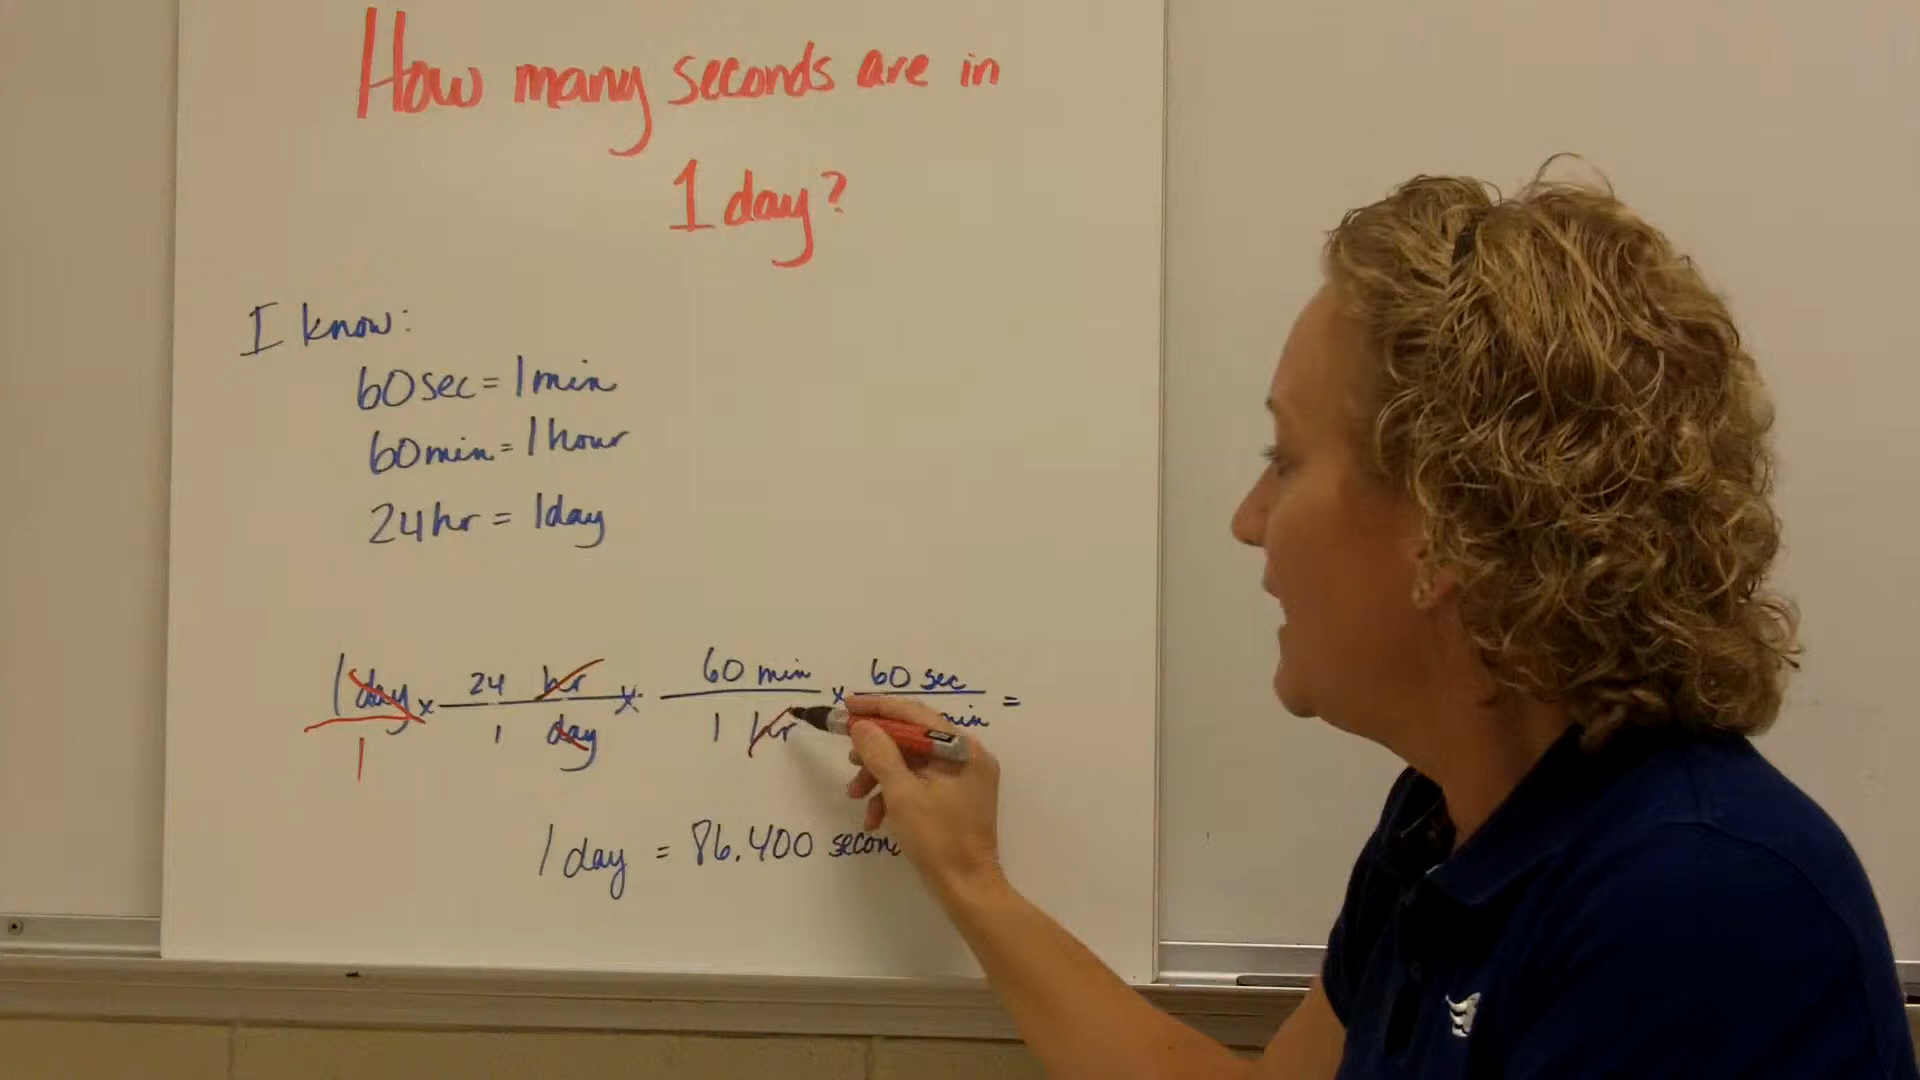 How many seconds are in
1 day?
I know:
60 sec = 1 min
60 min = 1 hour
24 hr = 1 day
1 day x 24 hr x 60 min x 60 sec =
1 1 day 1 hr
1 day = 86.400